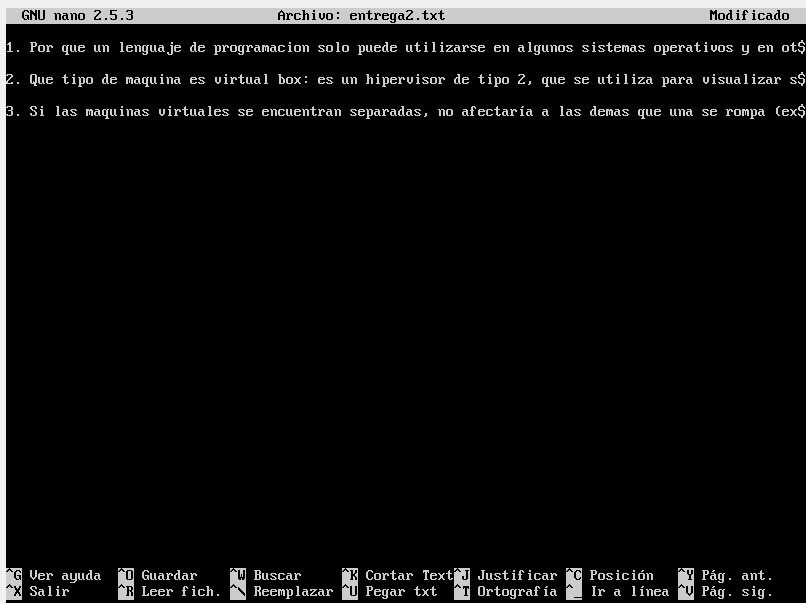 GNU nano 2.5.3 Archivo: entrega2.txt Modificado
1. Por que un lenguaje de programacion solo puede utilizarse en algunos sistemas operativos y en ot$
2. Que tipo de maquina es virtual box: es un hipervisor de tipo 2, que se utiliza para visualizar s$
3. Si las maquinas virtuales se encuentran separadas, no afectaría a las demas que una se rompa (ex$
^G Ver ayuda ^O Guardar ^W Buscar ^K Cortar Text ^J Justificar ^C Posición ^Y Pág. ant.
^X Salir ^R Leer fich. ^\ Reemplazar ^U Pegar txt ^T Ortografía ^_ Ir a línea ^V Pág. sig.